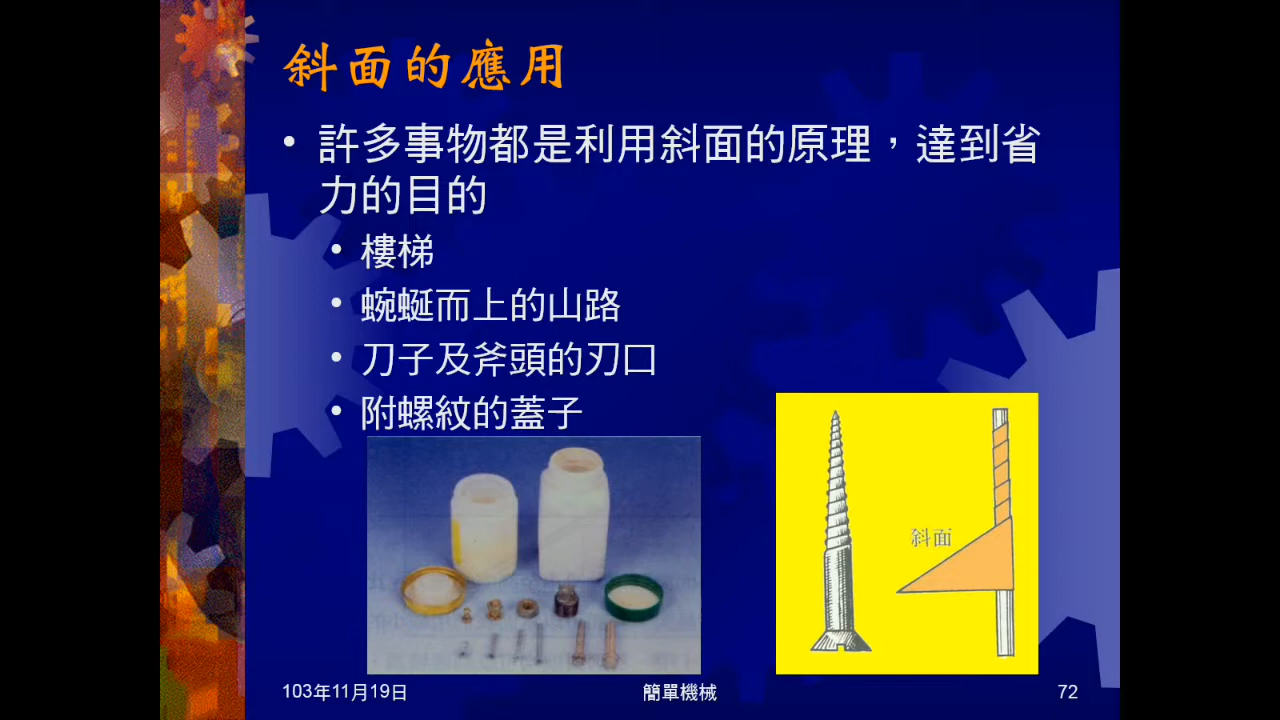 斜面的應用
• 許多事物都是利用斜面的原理，達到省
力的目的
• 樓梯
• 蜿蜒而上的山路
• 刀子及斧頭的刃口
• 附螺紋的蓋子
斜面
103年11月19日
簡單機械
72